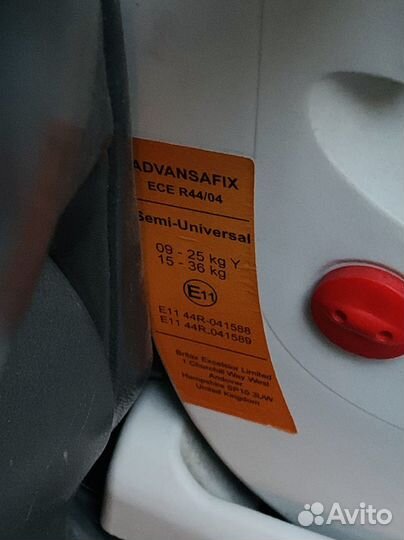 ADVANSAFIX
ECE R44/04
Semi-Universal
09 - 25 kg Y
15 - 36 kg
E11
E11 44R-041588
E11 44R-041589
Britax Excelsior Limited
1 Churchill Way West
Andover
Hampshire SP10 3UW
United Kingdom
Avito